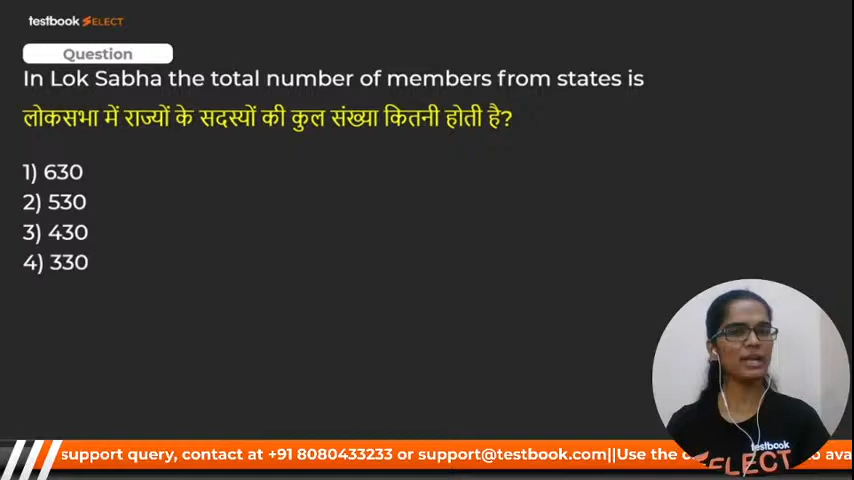 testbook SELECT
Question
In Lok Sabha the total number of members from states is
लोकसभा में राज्यों के सदस्यों की कुल संख्या कितनी होती है?
1) 630
2) 530
3) 430
4) 330
testbook
SELECT
support query, contact at +91 8080433233 or support@testbook.com||Use the